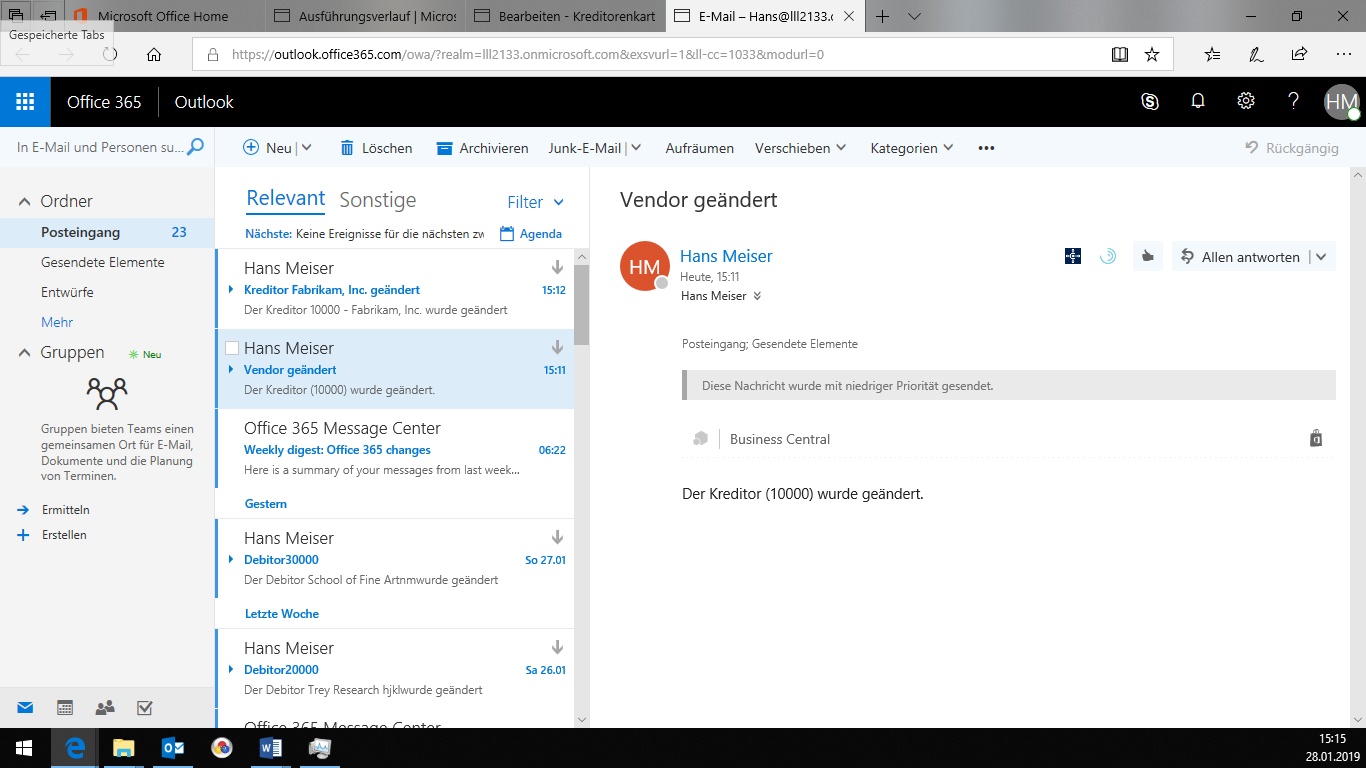 Microsoft Office Home
Ausführungsverlauf | Micros
Bearbeiten - Kreditorenkart
E-Mail – Hans@lll2133.c
Gespeicherte Tabs
https://outlook.office365.com/owa/?realm=lll2133.onmicrosoft.com&exsvurl=1&ll-cc=1033&modurl=0
Office 365
Outlook
HM
In E-Mail und Personen su...
Neu
Löschen
Archivieren
Junk-E-Mail
Aufräumen
Verschieben
Kategorien
Rückgängig
Ordner
Posteingang 23
Gesendete Elemente
Entwürfe
Mehr
Gruppen
Neu
Gruppen bieten Teams einen
gemeinsamen Ort für E-Mail,
Dokumente und die Planung
von Terminen.
Ermitteln
Erstellen
Relevant
Sonstige
Filter
Nächste: Keine Ereignisse für die nächsten zw
Agenda
Hans Meiser
Kreditor Fabrikam, Inc. geändert 15:12
Der Kreditor 10000 - Fabrikam, Inc. wurde geändert
Hans Meiser
Vendor geändert 15:11
Der Kreditor (10000) wurde geändert.
Office 365 Message Center
Weekly digest: Office 365 changes 06:22
Here is a summary of your messages from last week...
Gestern
Hans Meiser
Debitor30000 So 27.01
Der Debitor School of Fine Artnmwurde geändert
Letzte Woche
Hans Meiser
Debitor20000 Sa 26.01
Der Debitor Trey Research hjklwurde geändert
Office 365 Message Center
Vendor geändert
HM
Hans Meiser
Heute, 15:11
Hans Meiser
Allen antworten
Posteingang; Gesendete Elemente
Diese Nachricht wurde mit niedriger Priorität gesendet.
Business Central
Der Kreditor (10000) wurde geändert.
15:15
28.01.2019